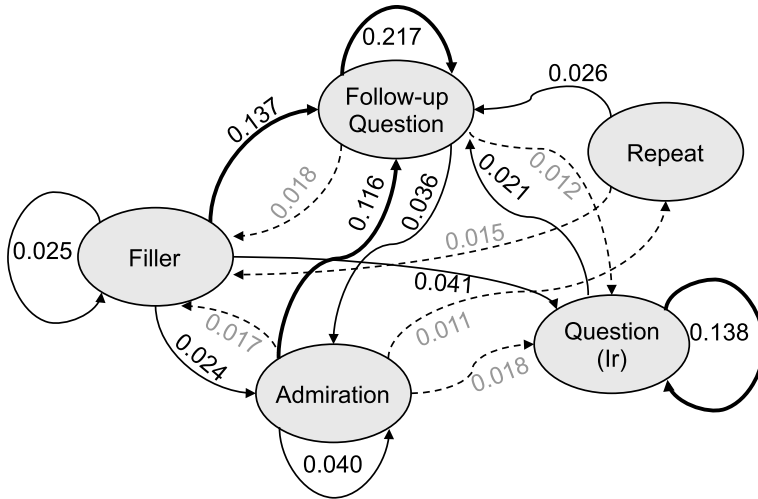 0.217
0.026
Follow-up
Question
0.137
Repeat
0.018
0.116
0.036
0.021
0.012
0.015
0.025
Filler
0.041
0.011
0.017
0.024
Question
(Ir)
0.138
0.018
Admiration
0.040